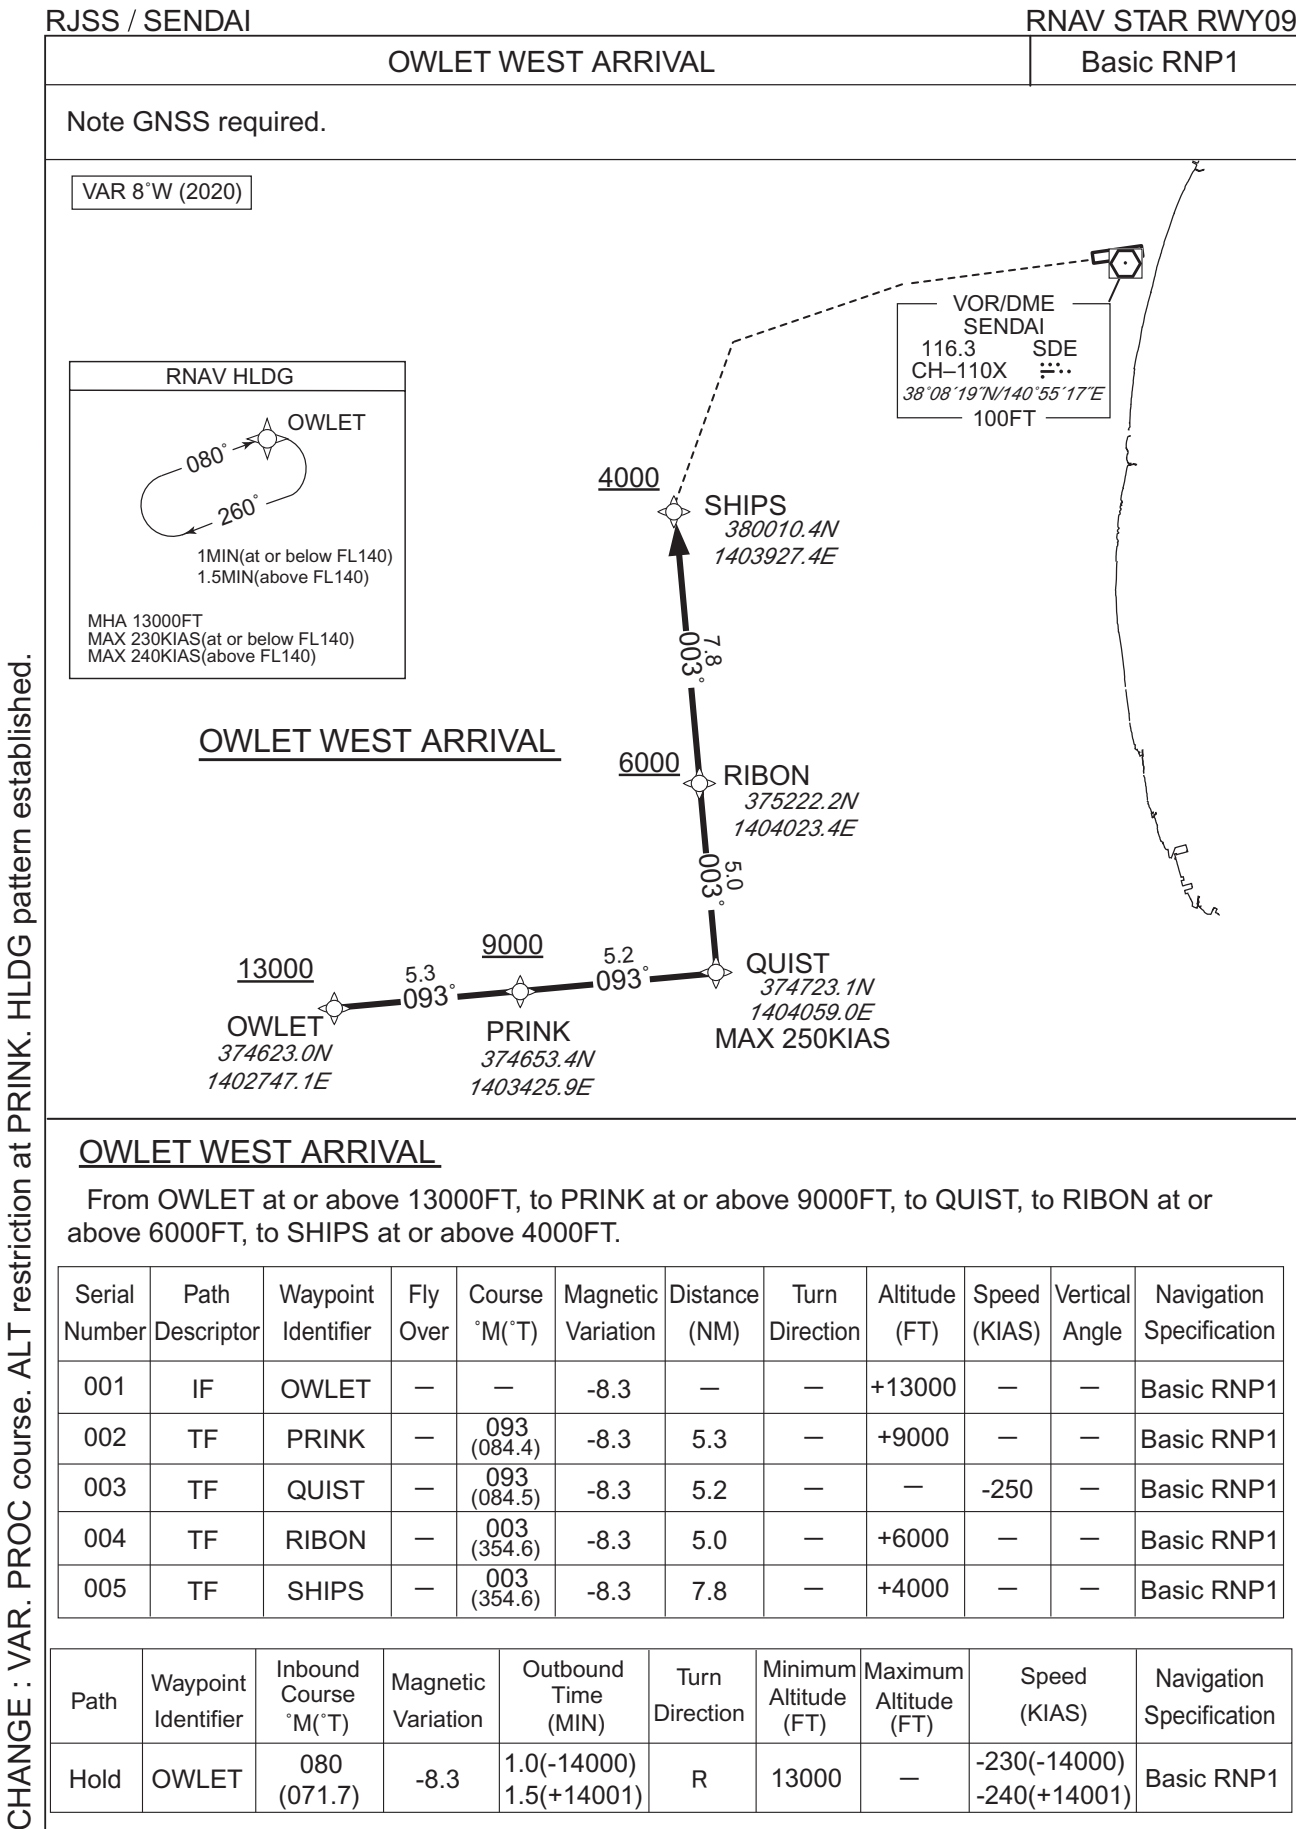 RJSS / SENDAI
RNAV STAR RWY09
OWLET WEST ARRIVAL
Basic RNP1
Note GNSS required.
VAR 8˚W (2020)
VOR/DME
SENDAI
116.3 SDE
CH–110X
38˚08´19˝N/140˚55´17˝E
100FT
RNAV HLDG
OWLET
080˚
260˚
1MIN(at or below FL140)
1.5MIN(above FL140)
MHA 13000FT
MAX 230KIAS(at or below FL140)
MAX 240KIAS(above FL140)
4000
SHIPS
380010.4N
1403927.4E
7.8
003˚
OWLET WEST ARRIVAL
6000
RIBON
375222.2N
1404023.4E
5.0
003˚
13000
5.3
093˚
9000
5.2
093˚
QUIST
374723.1N
1404059.0E
MAX 250KIAS
OWLET
374623.0N
1402747.1E
PRINK
374653.4N
1403425.9E
OWLET WEST ARRIVAL
From OWLET at or above 13000FT, to PRINK at or above 9000FT, to QUIST, to RIBON at or
above 6000FT, to SHIPS at or above 4000FT.
Serial Path Waypoint Fly Course Magnetic Distance Turn Altitude Speed Vertical Navigation
Number Descriptor Identifier Over ˚M(˚T) Variation (NM) Direction (FT) (KIAS) Angle Specification
001 IF OWLET — — -8.3 — — +13000 — — Basic RNP1
002 TF PRINK — 093 (084.4) -8.3 5.3 — +9000 — — Basic RNP1
003 TF QUIST — 093 (084.5) -8.3 5.2 — — -250 — Basic RNP1
004 TF RIBON — 003 (354.6) -8.3 5.0 — +6000 — — Basic RNP1
005 TF SHIPS — 003 (354.6) -8.3 7.8 — +4000 — — Basic RNP1
Path Waypoint Identifier Inbound Course ˚M(˚T) Magnetic Variation Outbound Time (MIN) Turn Direction Minimum Altitude (FT) Maximum Altitude (FT) Speed (KIAS) Navigation Specification
Hold OWLET 080 (071.7) -8.3 1.0(-14000) 1.5(+14001) R 13000 — -230(-14000) -240(+14001) Basic RNP1
CHANGE : VAR. PROC course. ALT restriction at PRINK. HLDG pattern established.